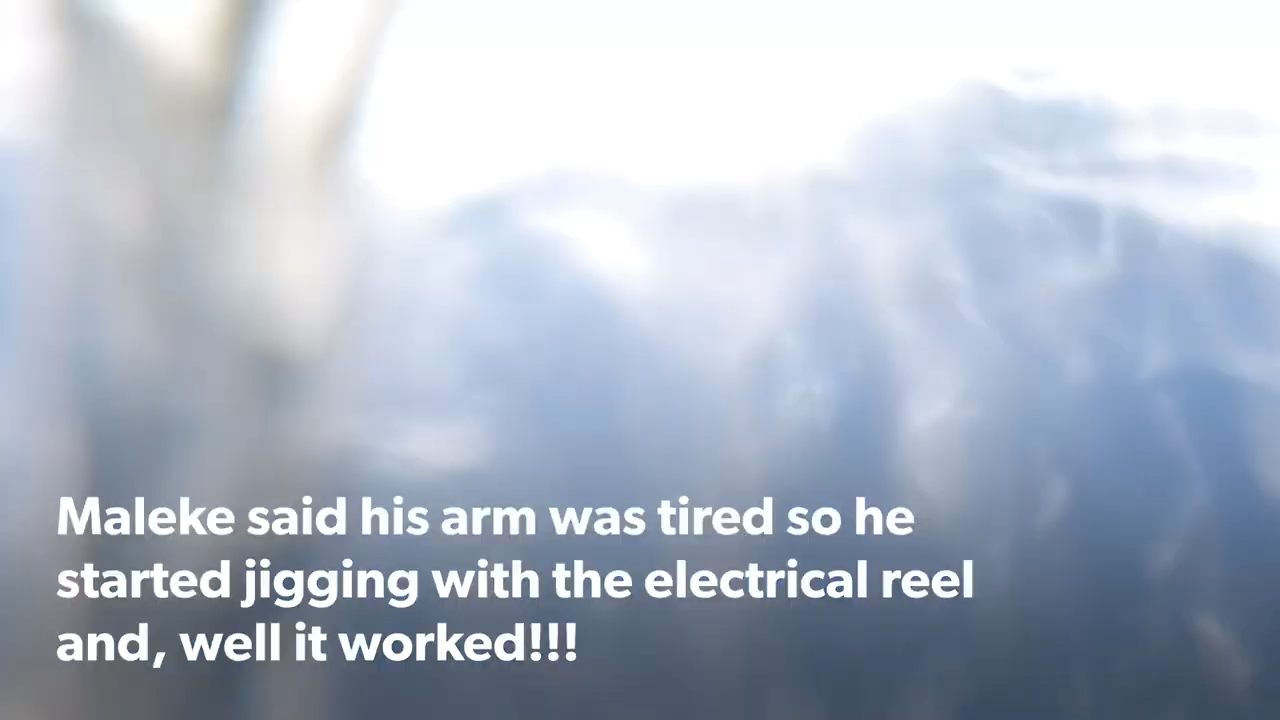 Maleke said his arm was tired so he
started jigging with the electrical reel
and, well it worked!!!